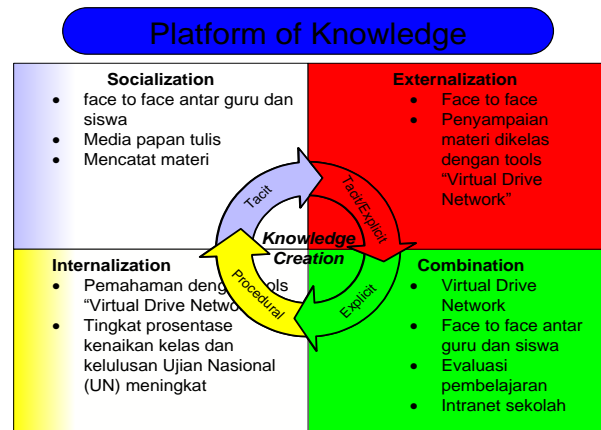 Platform of Knowledge
Socialization
• face to face antar guru dan
siswa
• Media papan tulis
• Mencatat materi
Externalization
• Face to face
• Penyampaian
materi dikelas
dengan tools
“Virtual Drive
Network”
Tacit
Tacit/Explicit
Knowledge
Creation
Procedural
Explicit
Internalization
• Pemahaman ools
“Virtual Drive
• Tingkat prosentase
kenaikan kelas dan
kelulusan Ujian Nasional
(UN) meningkat
Combination
• Virtual Drive
Network
• Face to face antar
guru dan siswa
• Evaluasi
pembelajaran
• Intranet sekolah